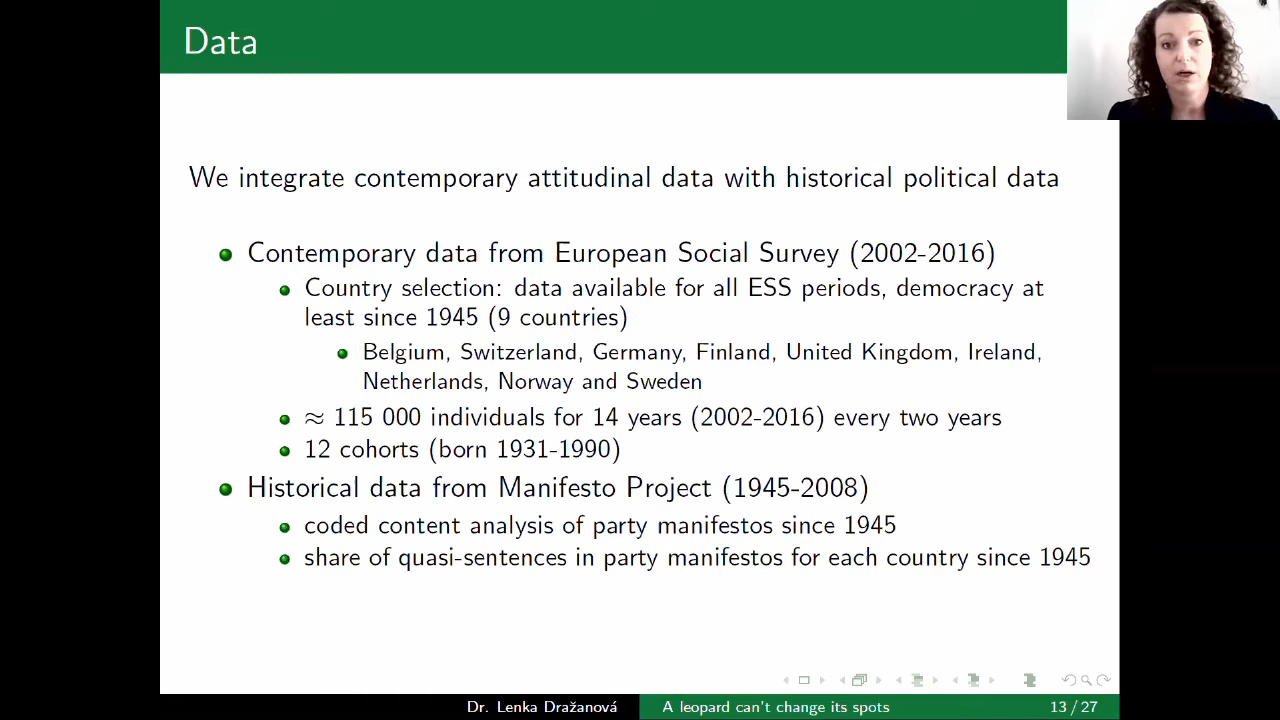 Data
We integrate contemporary attitudinal data with historical political data
Contemporary data from European Social Survey (2002-2016)
Country selection: data available for all ESS periods, democracy at
least since 1945 (9 countries)
Belgium, Switzerland, Germany, Finland, United Kingdom, Ireland,
Netherlands, Norway and Sweden
≈ 115 000 individuals for 14 years (2002-2016) every two years
12 cohorts (born 1931-1990)
Historical data from Manifesto Project (1945-2008)
coded content analysis of party manifestos since 1945
share of quasi-sentences in party manifestos for each country since 1945
Dr. Lenka Dražanová A leopard can't change its spots 13 / 27